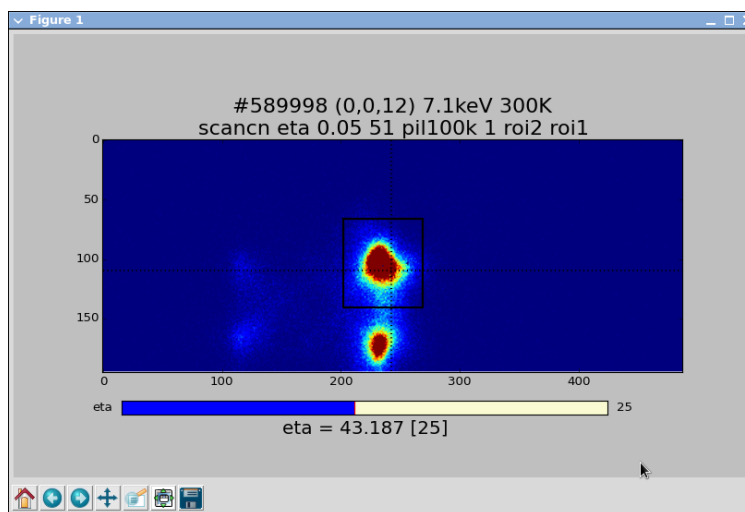 Figure 1
#589998 (0,0,12) 7.1keV 300K
scancn eta 0.05 51 pil100k 1 roi2 roi1
0
50
100
150
0 100 200 300 400
eta 25
eta = 43.187 [25]